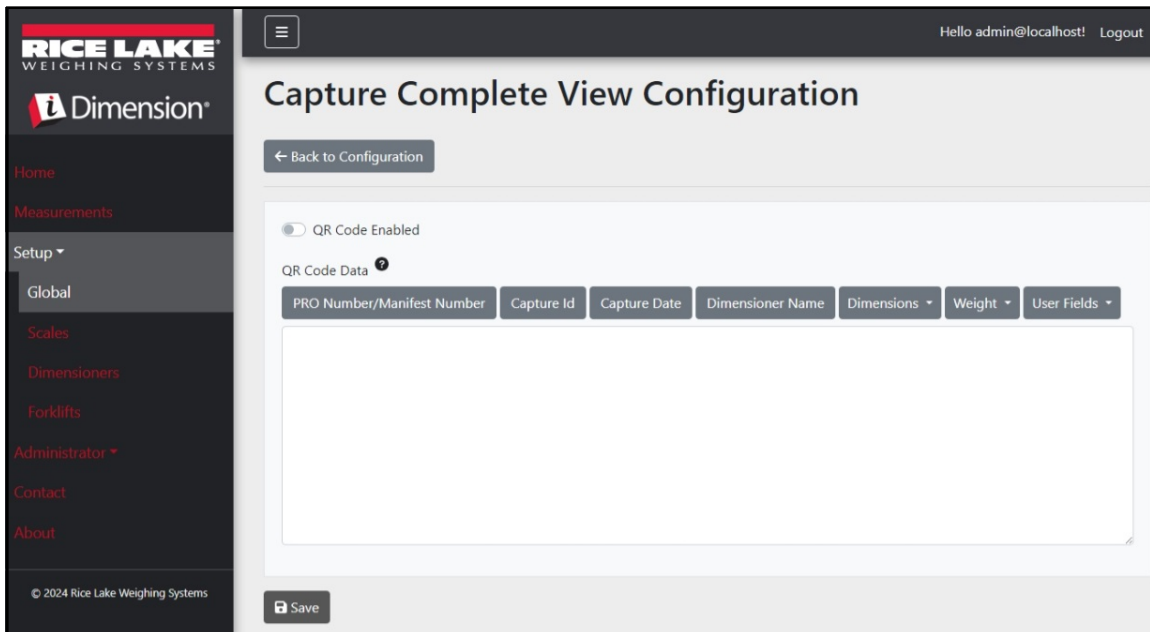 RICE LAKE®
WEIGHING SYSTEMS
i Dimension®
Home
Measurements
Setup
Global
Scales
Dimensioners
Forklifts
Administrator
Contact
About
© 2024 Rice Lake Weighing Systems
Hello admin@localhost! Logout
Capture Complete View Configuration
← Back to Configuration
QR Code Enabled
QR Code Data ?
PRO Number/Manifest Number Capture Id Capture Date Dimensioner Name Dimensions Weight User Fields
Save